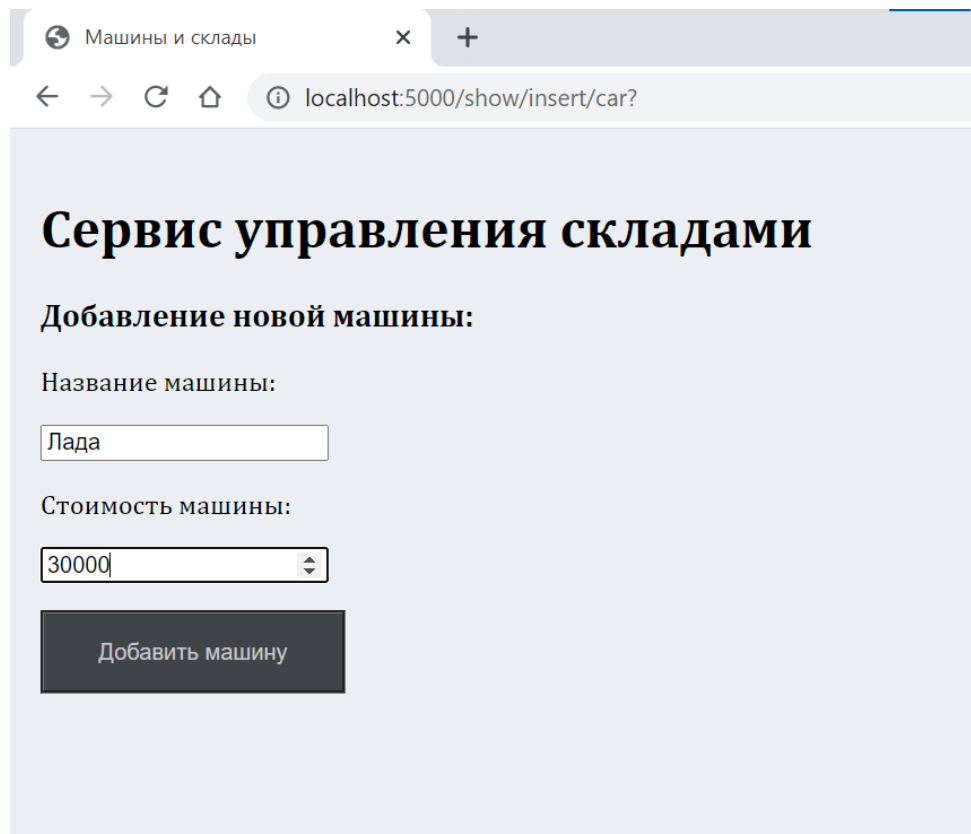 Машины и склады
localhost:5000/show/insert/car?
Сервис управления складами
Добавление новой машины:
Название машины:
Лада
Стоимость машины:
30000
Добавить машину